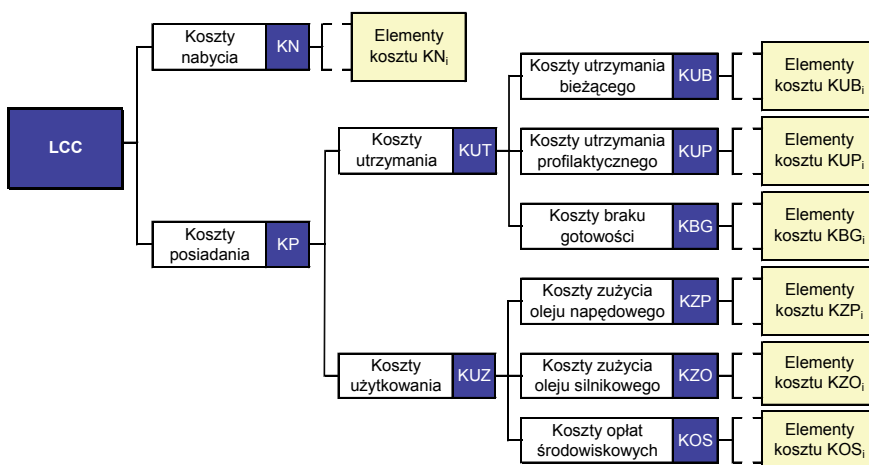 LCC
Koszty
nabycia
KN
Elementy
kosztu KNi
Koszty
posiadania
KP
Koszty
utrzymania
KUT
Koszty utrzymania
bieżącego
KUB
Elementy
kosztu KUBi
Koszty utrzymania
profilaktycznego
KUP
Elementy
kosztu KUPi
Koszty braku
gotowości
KBG
Elementy
kosztu KBGi
Koszty
użytkowania
KUZ
Koszty zużycia
oleju napędowego
KZP
Elementy
kosztu KZPi
Koszty zużycia
oleju silnikowego
KZO
Elementy
kosztu KZOi
Koszty opłat
środowiskowych
KOS
Elementy
kosztu KOSi